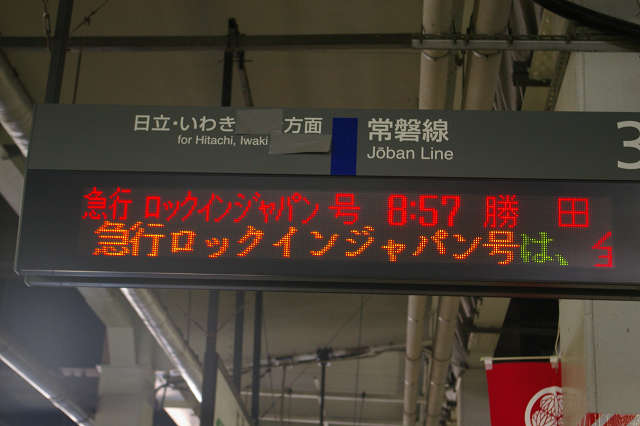 日立・いわき 方面
for Hitachi, Iwaki
常磐線
Jōban Line
3
急行 ロックインジャパン 号 8:57 勝 田
急行ロックインジャパン号は、